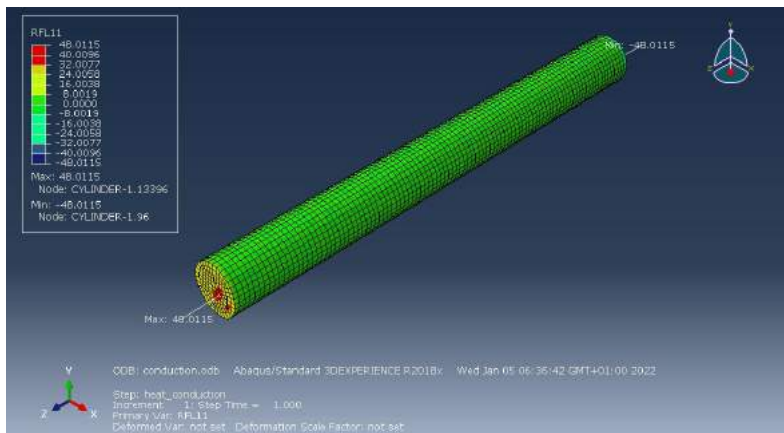 RFL11
48.0115
40.0096
32.0077
24.0058
16.0038
8.0019
0.0000
-8.0019
-16.0038
-24.0058
-32.0077
-40.0096
-48.0115
Max: 48.0115
Node: CYLINDER-1.13396
Min: -48.0115
Node: CYLINDER-1.96
Min: -48.0115
Y
Z
X
Max: 48.0115
ODB: conduction.odb Abaqus/Standard 3DEXPERIENCE R2018x Wed Jan 05 06:36:42 GMT+01:00 2022
Step: heat_conduction
Increment 1: Step Time = 1.000
Primary Var: RFL11
Deformed Var: not set Deformation Scale Factor: not set
Y
Z
X